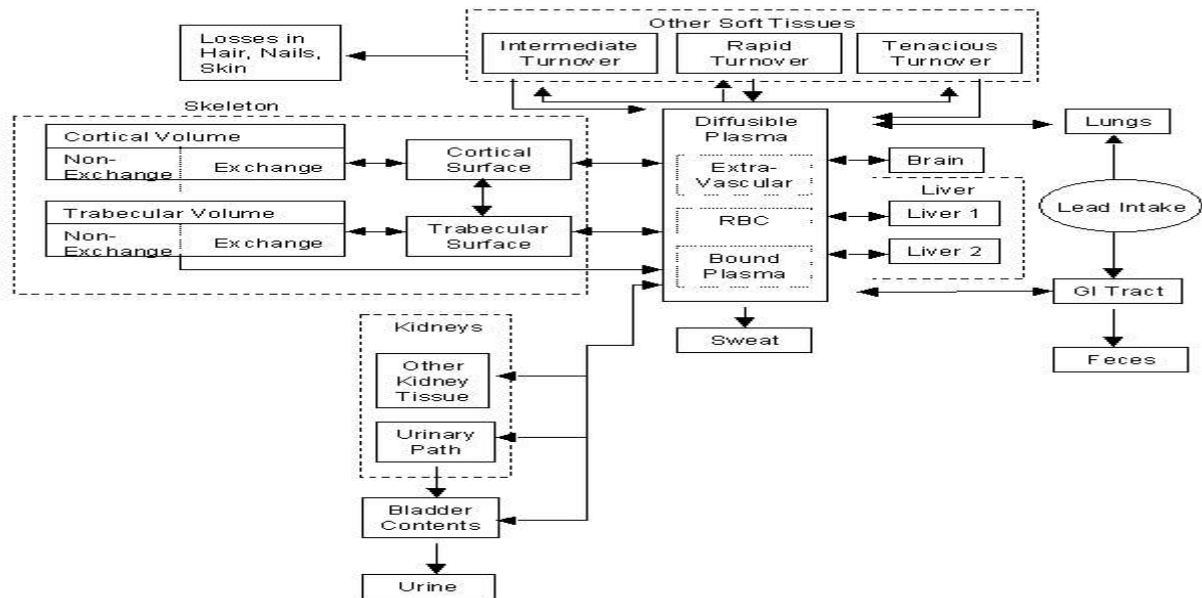 Other Soft Tissues
Losses in
Hair, Nails,
Skin
Intermediate
Turnover
Rapid
Turnover
Tenacious
Turnover
Skeleton
Cortical Volume
Non-
Exchange
Exchange
Cortical
Surface
Trabecular Volume
Non-
Exchange
Exchange
Trabecular
Surface
Diffusible
Plasma
Extra-
Vascular
RBC
Bound
Plasma
Lungs
Brain
Liver
Liver 1
Liver 2
Lead Intake
GI Tract
Feces
Sweat
Kidneys
Other
Kidney
Tissue
Urinary
Path
Bladder
Contents
Urine